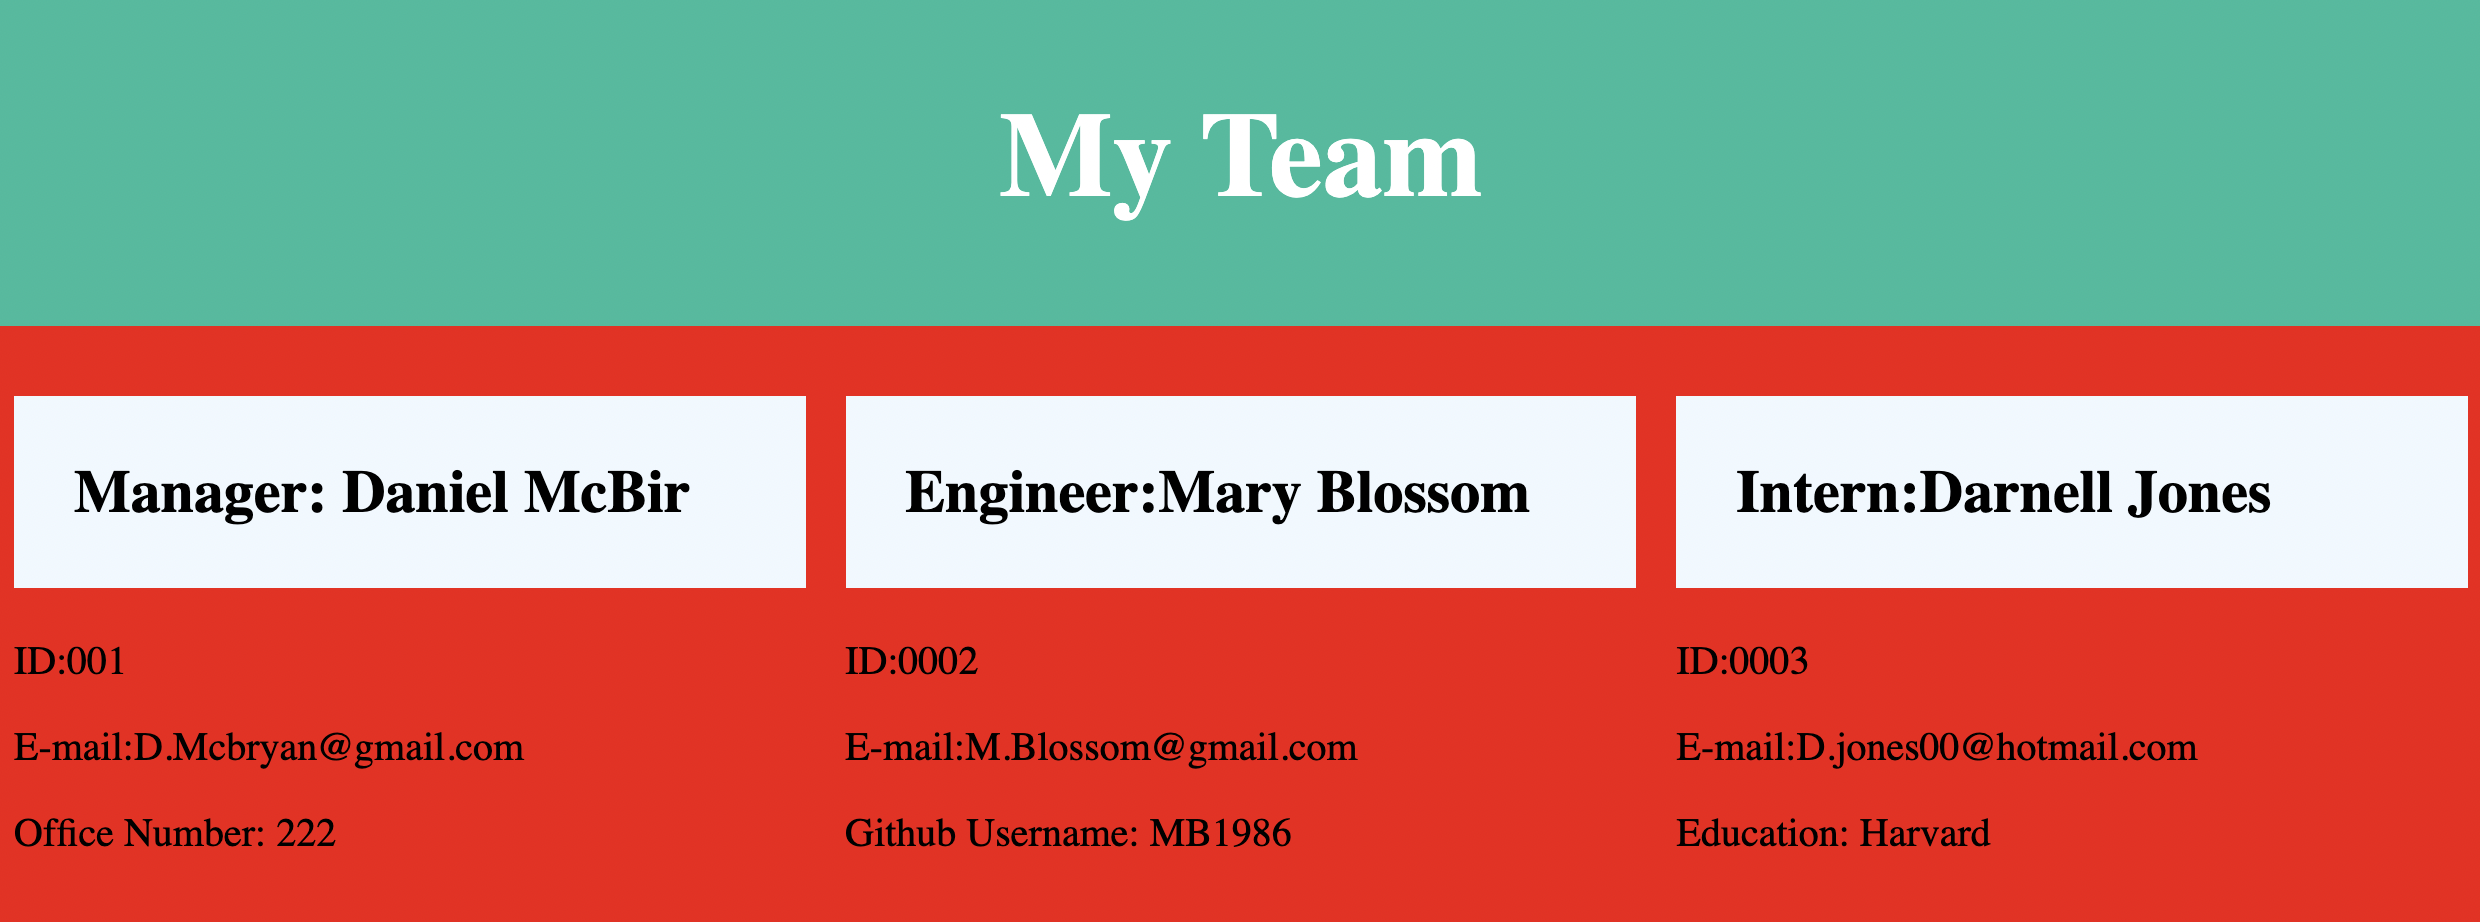 My Team
Manager: Daniel McBir
ID:001
E-mail:D.Mcbryan@gmail.com
Office Number: 222
Engineer:Mary Blossom
ID:0002
E-mail:M.Blossom@gmail.com
Github Username: MB1986
Intern:Darnell Jones
ID:0003
E-mail:D.jones00@hotmail.com
Education: Harvard